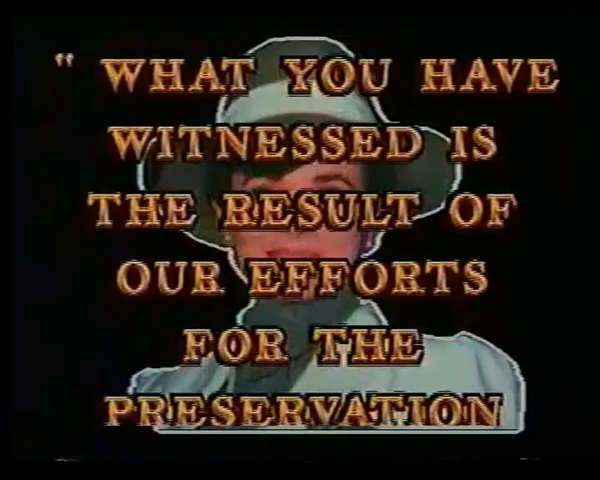 " WHAT YOU HAVE
WITNESSED IS
THE RESULT OF
OUR EFFORTS
FOR THE
PRESERVATION